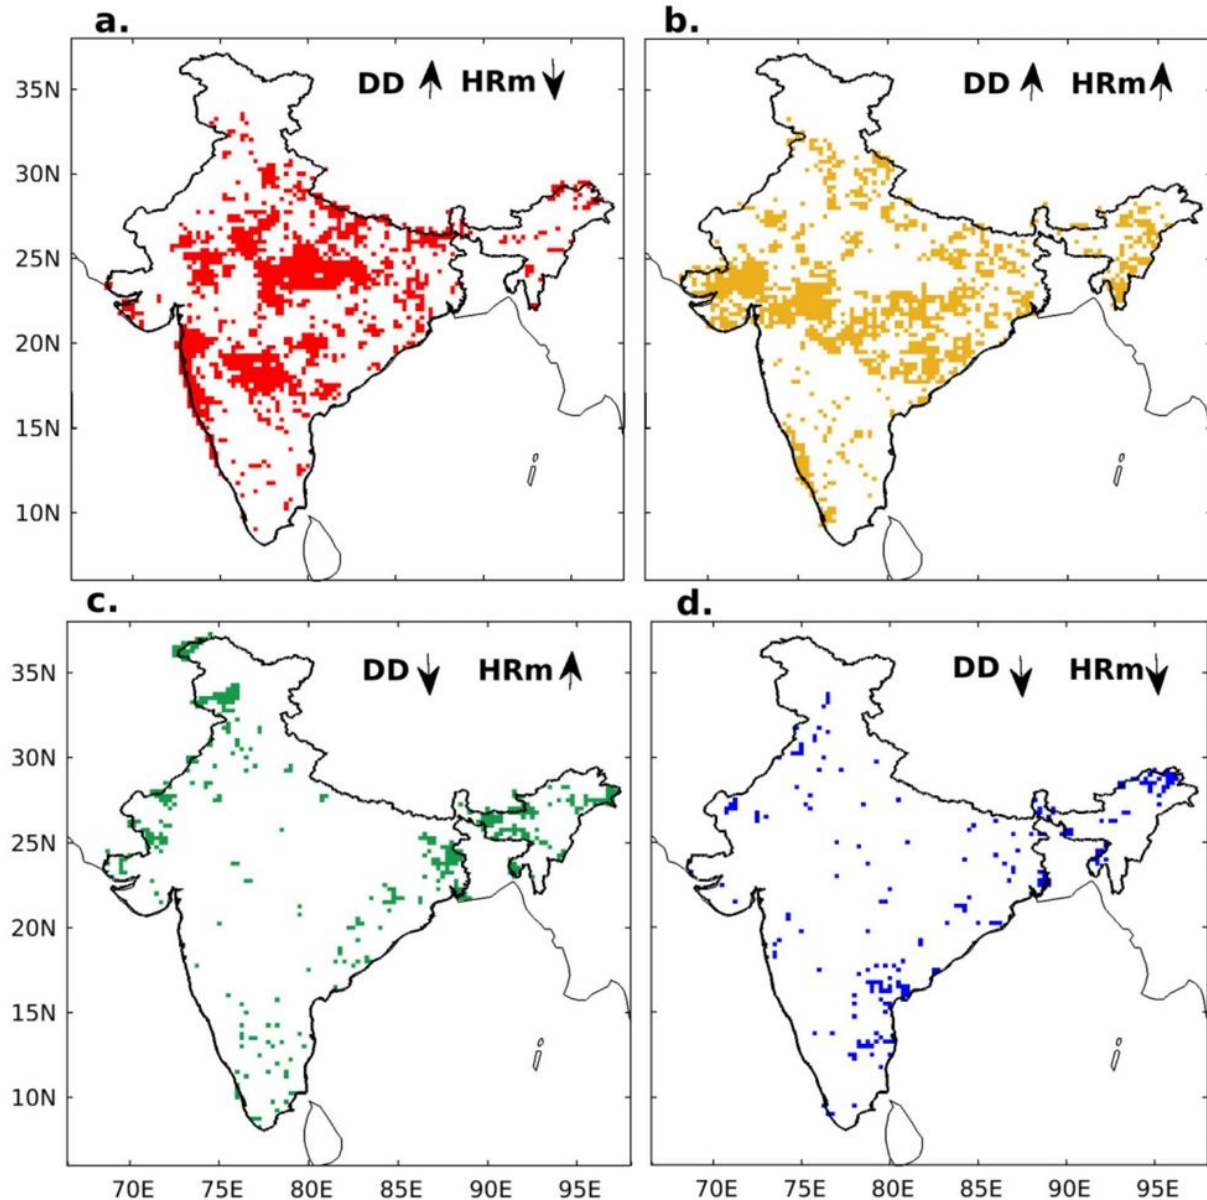 a.
b.
DD HRm
DD HRm
35N
30N
25N
20N
15N
10N
c.
d.
DD HRm
DD HRm
35N
30N
25N
20N
15N
10N
70E 75E 80E 85E 90E 95E
70E 75E 80E 85E 90E 95E